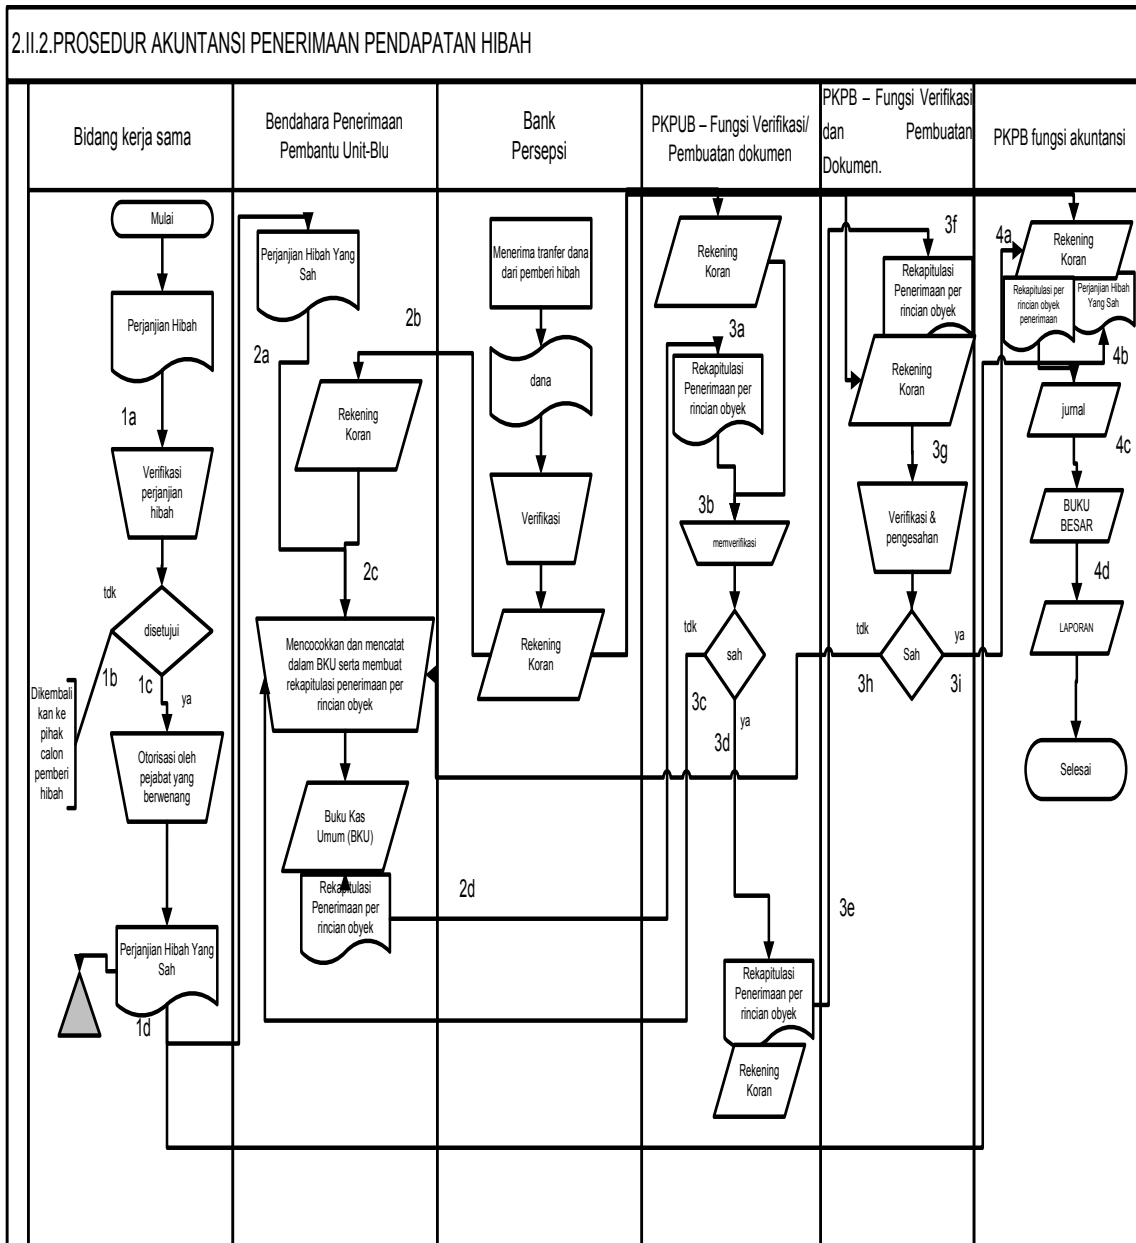 2.II.2.PROSEDUR AKUNTANSI PENERIMAAN PENDAPATAN HIBAH
Bidang kerja sama
Bendahara Penerimaan
Pembantu Unit-Blu
Bank
Persepsi
PKPUB – Fungsi Verifikasi/
Pembuatan dokumen
PKPB – Fungsi Verifikasi
dan Pembuatan
Dokumen.
PKPB fungsi akuntansi
Mulai
Perjanjian Hibah
1a
Verifikasi
perjanjian
hibah
tdk
disetujui
1b
1c
ya
Dikembali
kan ke
pihak
calon
pemberi
hibah
Otorisasi oleh
pejabat yang
berwenang
Perjanjian Hibah Yang
Sah
1d
Perjanjian Hibah Yang
Sah
2a
2b
Rekening
Koran
2c
Mencocokkan dan mencatat
dalam BKU serta membuat
rekapitulasi penerimaan per
rincian obyek
Buku Kas
Umum (BKU)
Rekapitulasi
Penerimaan per
rincian obyek
2d
Menerima tranfer dana
dari pemberi hibah
dana
Verifikasi
Rekening
Koran
Rekening
Koran
3a
Rekapitulasi
Penerimaan per
rincian obyek
3b
memverifikasi
tdk
sah
3c
ya
3d
Rekapitulasi
Penerimaan per
rincian obyek
Rekening
Koran
3e
3f
Rekapitulasi
Penerimaan per
rincian obyek
Rekening
Koran
3g
Verifikasi &
pengesahan
tdk
Sah
ya
3h
3i
4a
Rekening
Koran
Rekapitulasi per
rincian obyek
penerimaan
Perjanjian Hibah
Yang Sah
4b
jurnal
4c
BUKU
BESAR
4d
LAPORAN
Selesai